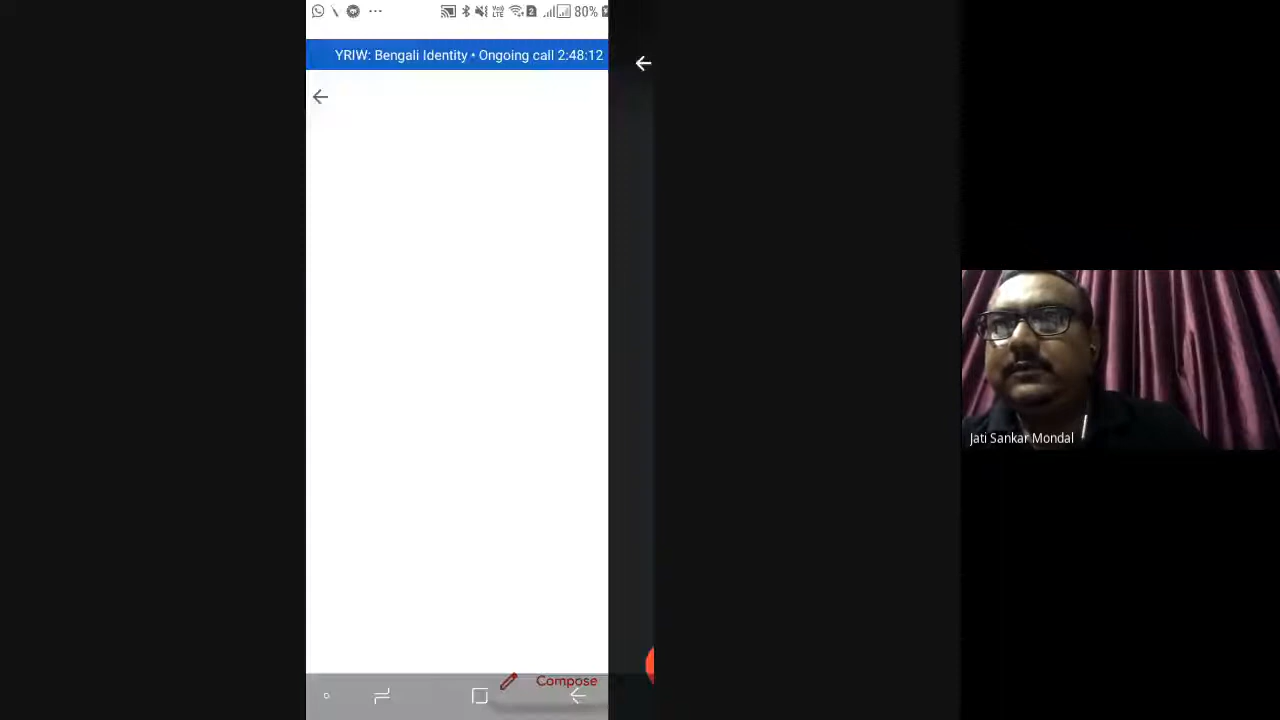 80%
YRIW: Bengali Identity • Ongoing call 2:48:12
Jati Sankar Mondal
Compose